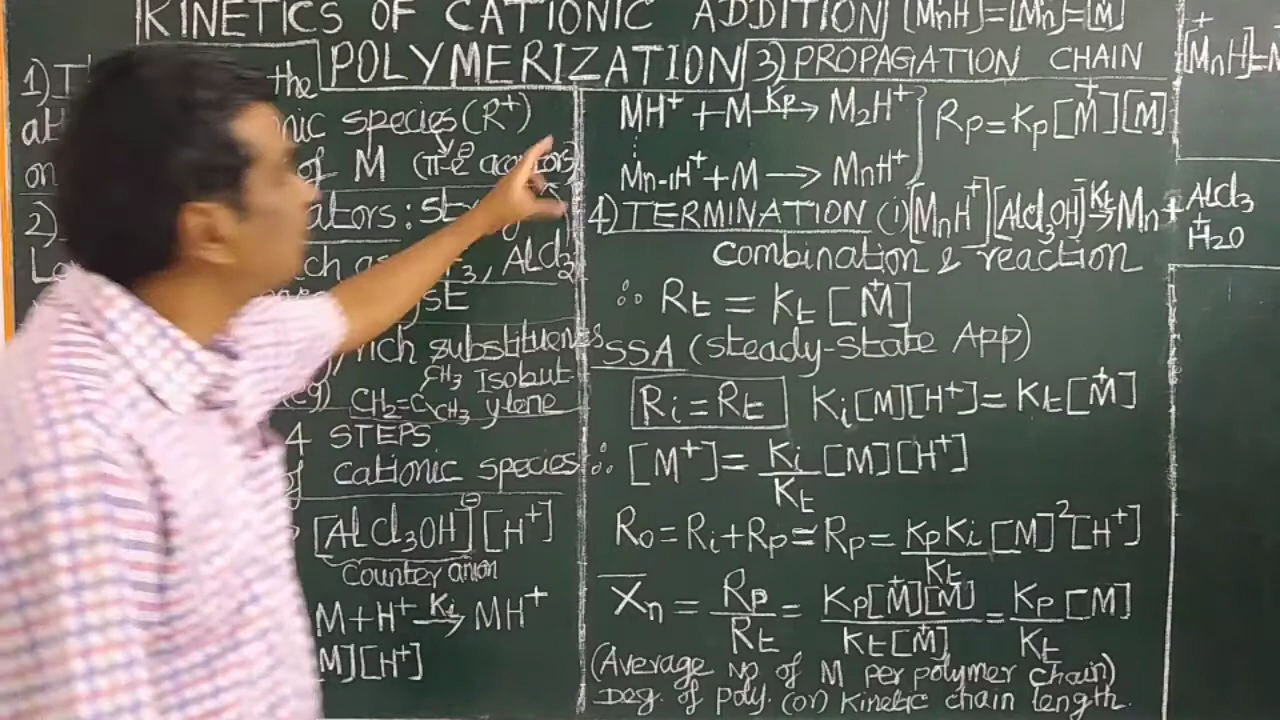 KINETICS OF CATIONIC ADDITION
POLYMERIZATION
1) the
nic species (R⁺)
on of M (π-e⁻ acceptors)
2) ators: st
Lo ch as 3, AlCl3
SE
rich substituents
(eg) CH2=C CH3 CH3 Isobut-
ylene
4 STEPS
of cationic species
[AlCl3OH]⊖ [H⁺]
Counter anion
M + H⁺ Ki→ MH⁺
M][H⁺]
[MnH⁺]=[Mn⁺]=[M⁺]
3) PROPAGATION CHAIN
MH⁺ + M Kp→ M2H⁺
⋮
Mn-1H⁺ + M → MnH⁺
Rp = Kp[M⁺][M]
4) TERMINATION (i) [MnH⁺][AlCl3OH]⁻ Kt→ Mn + AlCl3 + H2O
combination & reaction
∴ Rt = Kt[M⁺]
SSA (steady-state App)
Ri = Rt Ki[M][H⁺] = Kt[M⁺]
∴ [M⁺] = Ki/Kt [M][H⁺]
Ro = Ri + Rp ≃ Rp = KpKi/Kt [M]²[H⁺]
X̅n = Rp/Rt = Kp[M⁺][M]/Kt[M⁺] = Kp/Kt [M]
(Average no of M per polymer chain)
Deg. of poly. (or) Kinetic chain length.
[MnH⁺]=